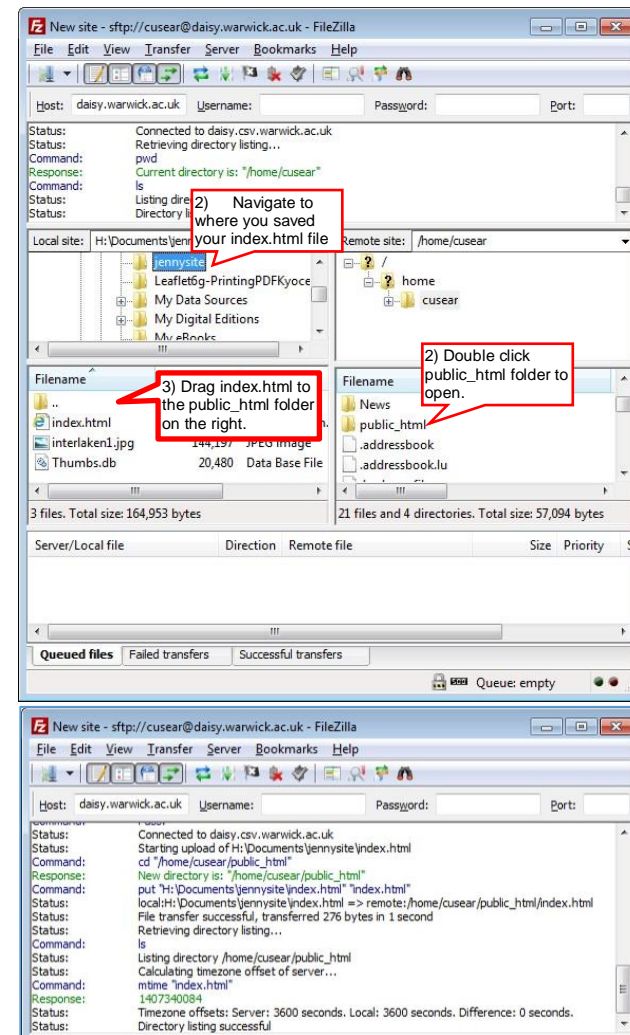 New site - sftp://cusear@daisy.warwick.ac.uk - FileZilla
File Edit View Transfer Server Bookmarks Help
Host: daisy.warwick.ac.uk Username: Password: Port:
Status: Connected to daisy.csv.warwick.ac.uk
Status: Retrieving directory listing...
Command: pwd
Response: Current directory is: "/home/cusear"
Command: ls
Status: Listing dire
Status: Directory li
2) Navigate to
where you saved
your index.html file
Local site: H:\Documents\jenn
Remote site: /home/cusear
jennysite
Leaflet6g-PrintingPDFKyoce
My Data Sources
My Digital Editions
My eBooks
? /
? home
cusear
2) Double click
public_html folder to
open.
3) Drag index.html to
the public_html folder
on the right.
Filename
..
index.html
interlaken1.jpg 144,197 JPEG image
Thumbs.db 20,480 Data Base File
3 files. Total size: 164,953 bytes
Filename
News
public_html
.addressbook
.addressbook.lu
21 files and 4 directories. Total size: 57,094 bytes
Server/Local file Direction Remote file Size Priority S
Queued files Failed transfers Successful transfers
Queue: empty
New site - sftp://cusear@daisy.warwick.ac.uk - FileZilla
File Edit View Transfer Server Bookmarks Help
Host: daisy.warwick.ac.uk Username: Password: Port:
Status: Connected to daisy.csv.warwick.ac.uk
Status: Starting upload of H:\Documents\jennysite\index.html
Command: cd "/home/cusear/public_html"
Response: New directory is: "/home/cusear/public_html"
Command: put "H:\Documents\jennysite\index.html" "index.html"
Status: local:H:\Documents\jennysite\index.html => remote:/home/cusear/public_html/index.html
Status: File transfer successful, transferred 276 bytes in 1 second
Status: Retrieving directory listing...
Command: ls
Status: Listing directory /home/cusear/public_html
Status: Calculating timezone offset of server...
Command: mtime "index.html"
Response: 1407340084
Status: Timezone offsets: Server: 3600 seconds. Local: 3600 seconds. Difference: 0 seconds.
Status: Directory listing successful